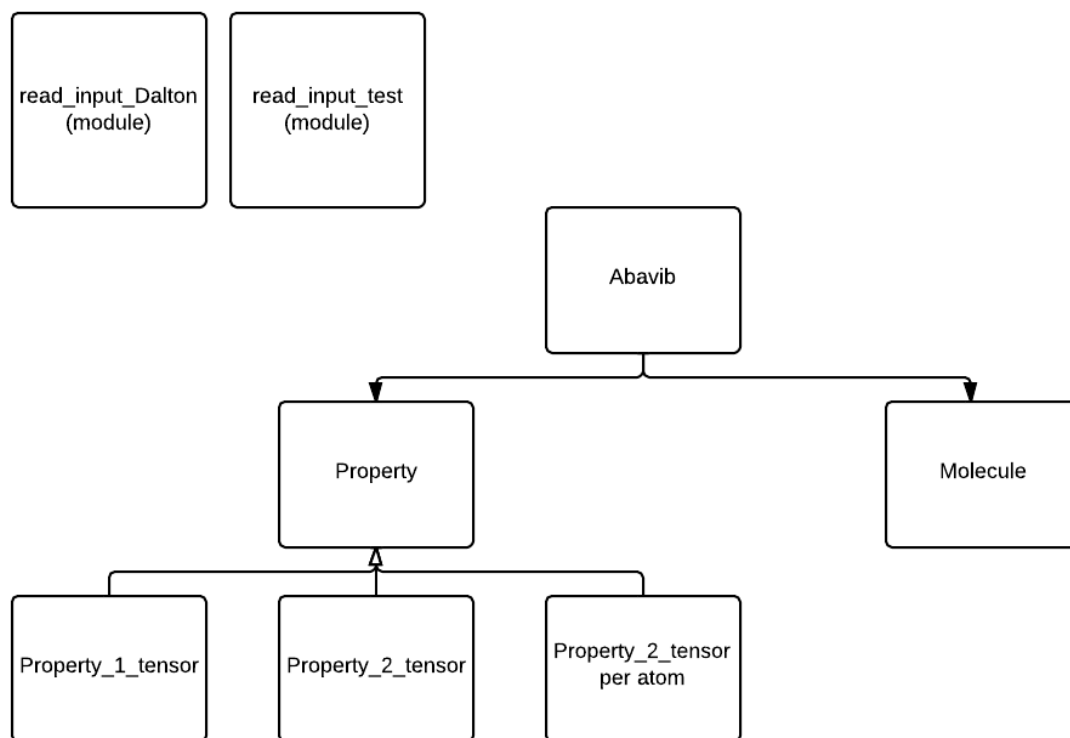 read_input_Dalton
(module)
read_input_test
(module)
Abavib
Property
Molecule
Property_1_tensor
Property_2_tensor
Property_2_tensor
per atom